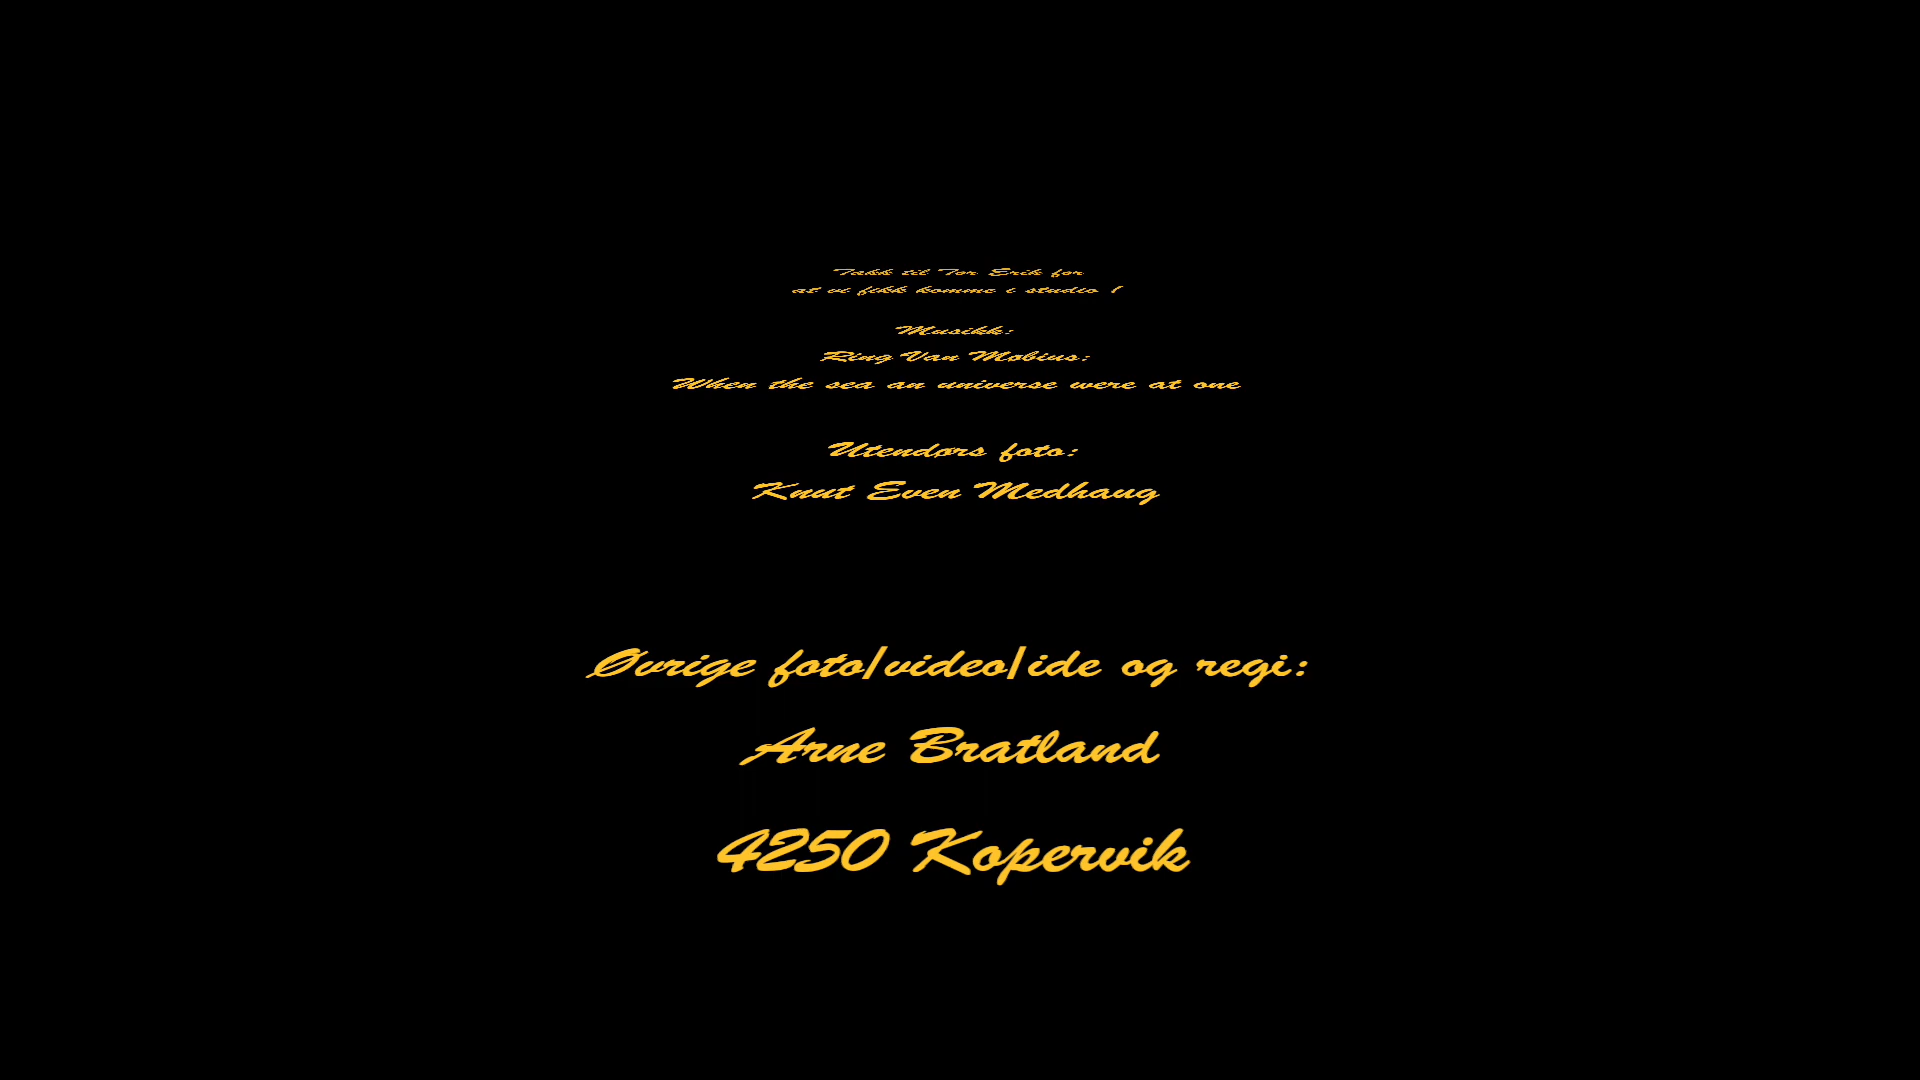 Takk til Tor Erik for
at vi fikk komme i studio !
Musikk:
Ring Van Møbius:
When the sea an universe were at one
Utendørs foto:
Knut Even Medhaug
Øvrige foto/video/ide og regi:
Arne Bratland
4250 Kopervik